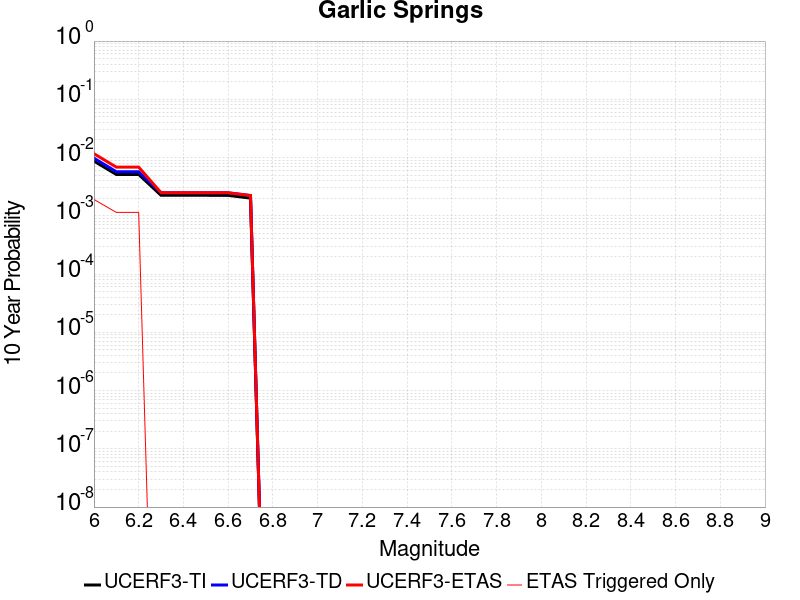 Garlic Springs
10 Year Probability
10^0
10^-1
10^-2
10^-3
10^-4
10^-5
10^-6
10^-7
10^-8
6 6.2 6.4 6.6 6.8 7 7.2 7.4 7.6 7.8 8 8.2 8.4 8.6 8.8 9
Magnitude
UCERF3-TI UCERF3-TD UCERF3-ETAS ETAS Triggered Only